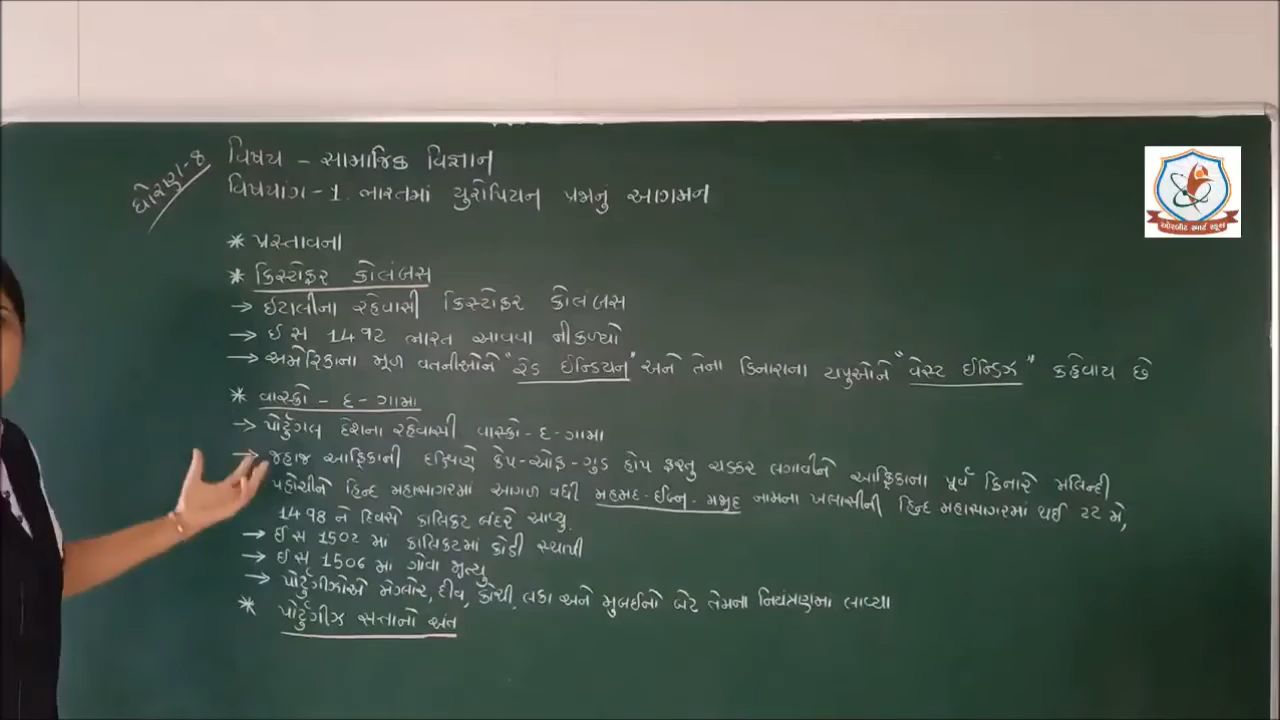 ધોરણ-8
વિષય - સામાજિક વિજ્ઞાન
વિષયાંગ-1. ભારતમાં યુરોપિયન પ્રજાનું આગમન
* પ્રસ્તાવના
* ક્રિસ્ટોફર કોલંબસ
→ ઈટાલીના રહેવાસી ક્રિસ્ટોફર કોલંબસ
→ ઈ સ 1492 ભારત આવવા નીકળ્યો
→ અમેરિકાના મૂળ વતનીઓને "રેડ ઈન્ડિયન" અને તેના કિનારાના ટાપુઓને "વેસ્ટ ઈન્ડિઝ" કહેવાય છે
* વાસ્કો - દ - ગામા
→ પોર્ટુગલ દેશના રહેવાસી વાસ્કો - દ - ગામા
→ જહાજ આફ્રિકાની દક્ષિણે કેપ-ઓફ-ગુડ હોપ ફરતુ ચક્કર લગાવીને આફ્રિકાના પૂર્વ કિનારે મલિન્દી
પહોંચીને હિન્દ મહાસાગરમાં આગળ વધી મહમદ-ઈબ્ન-મજીદ નામના ખલાસીની હિન્દ મહાસાગરમાં થઈ 22 મે,
1498 ને દિવસે કાલિકટ બંદરે આવ્યુ.
→ ઈ સ 1502 માં કાલિકટમાં કોઠી સ્થાપી
→ ઈ સ 1506 મા ગોવા મૃત્યુ
→ પોર્ટુગીઝોએ મેંગ્લોર, દીવ, કોચી, લંકા અને મુંબઈનો બેટ તેમના નિયંત્રણમાં લાવ્યા
* પોર્ટુગીઝ સત્તાનો અંત
ઓરબીટ સ્માર્ટ સ્કૂલ